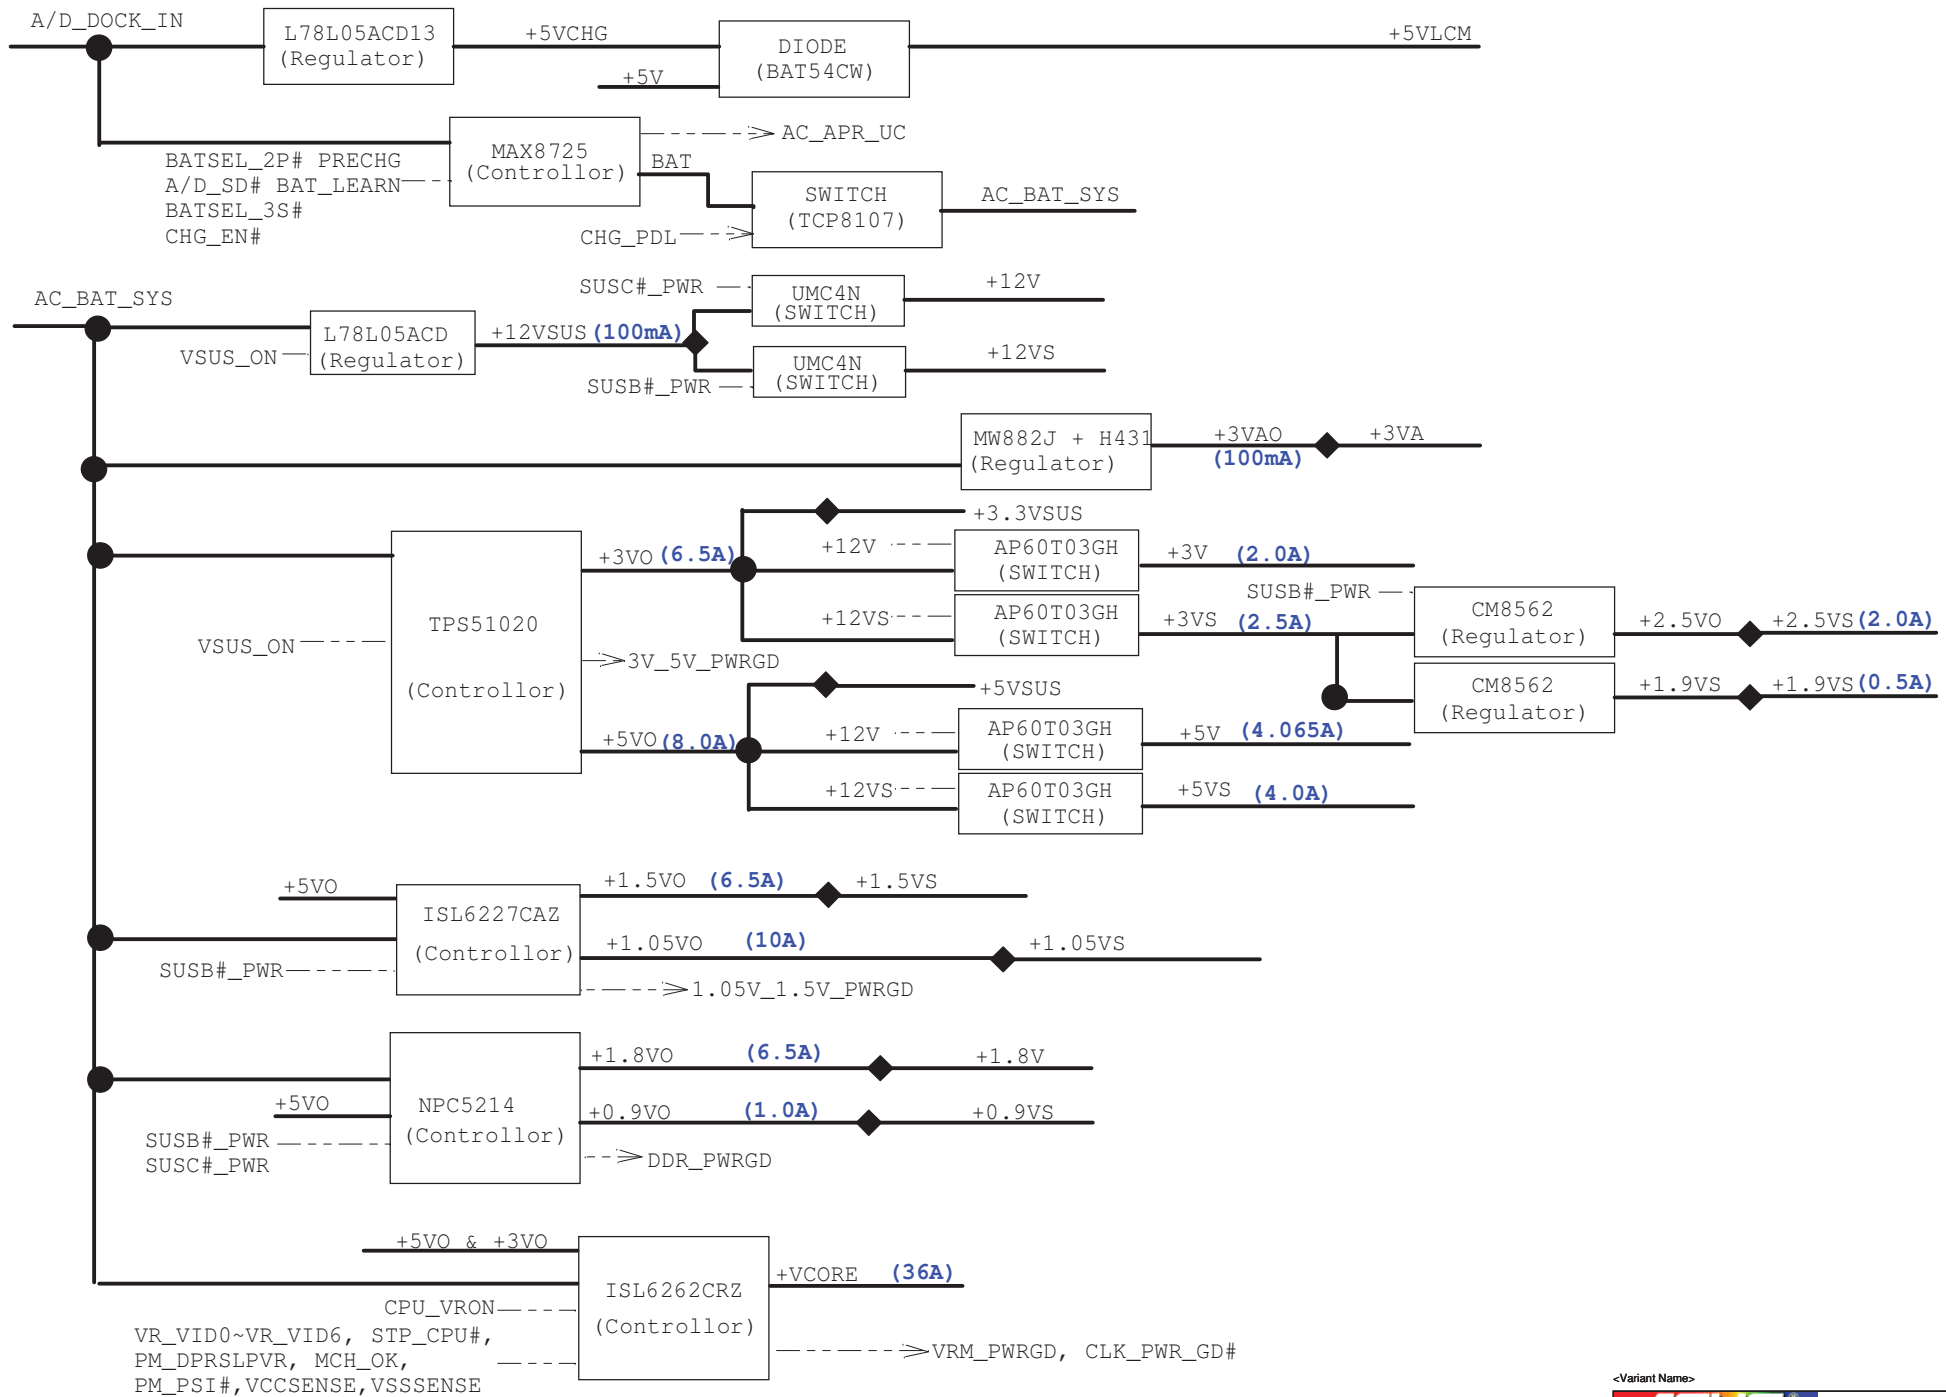 A/D_DOCK_IN
L78L05ACD13
(Regulator)
+5VCHG
+5V
DIODE
(BAT54CW)
+5VLCM
BATSEL_2P# PRECHG
A/D_SD# BAT_LEARN
BATSEL_3S#
CHG_EN#
MAX8725
(Controllor)
AC_APR_UC
BAT
CHG_PDL
SWITCH
(TCP8107)
AC_BAT_SYS
AC_BAT_SYS
VSUS_ON
L78L05ACD
(Regulator)
+12VSUS (100mA)
SUSC#_PWR
UMC4N
(SWITCH)
+12V
SUSB#_PWR
UMC4N
(SWITCH)
+12VS
MW882J + H431
(Regulator)
+3VAO
(100mA)
+3VA
VSUS_ON
TPS51020
(Controllor)
+3VO (6.5A)
3V_5V_PWRGD
+5VO (8.0A)
+3.3VSUS
+12V
AP60T03GH
(SWITCH)
+3V (2.0A)
+12VS
AP60T03GH
(SWITCH)
+3VS (2.5A)
SUSB#_PWR
CM8562
(Regulator)
+2.5VO
+2.5VS (2.0A)
CM8562
(Regulator)
+1.9VS
+1.9VS (0.5A)
+5VSUS
+12V
AP60T03GH
(SWITCH)
+5V (4.065A)
+12VS
AP60T03GH
(SWITCH)
+5VS (4.0A)
+5VO
SUSB#_PWR
ISL6227CAZ
(Controllor)
+1.5VO (6.5A)
+1.5VS
+1.05VO (10A)
+1.05VS
1.05V_1.5V_PWRGD
+5VO
SUSB#_PWR
SUSC#_PWR
NPC5214
(Controllor)
+1.8VO (6.5A)
+1.8V
+0.9VO (1.0A)
+0.9VS
DDR_PWRGD
+5VO & +3VO
CPU_VRON
VR_VID0~VR_VID6, STP_CPU#,
PM_DPRSLPVR, MCH_OK,
PM_PSI#,VCCSENSE,VSSSENSE
ISL6262CRZ
(Controllor)
+VCORE (36A)
VRM_PWRGD, CLK_PWR_GD#
<Variant Name>